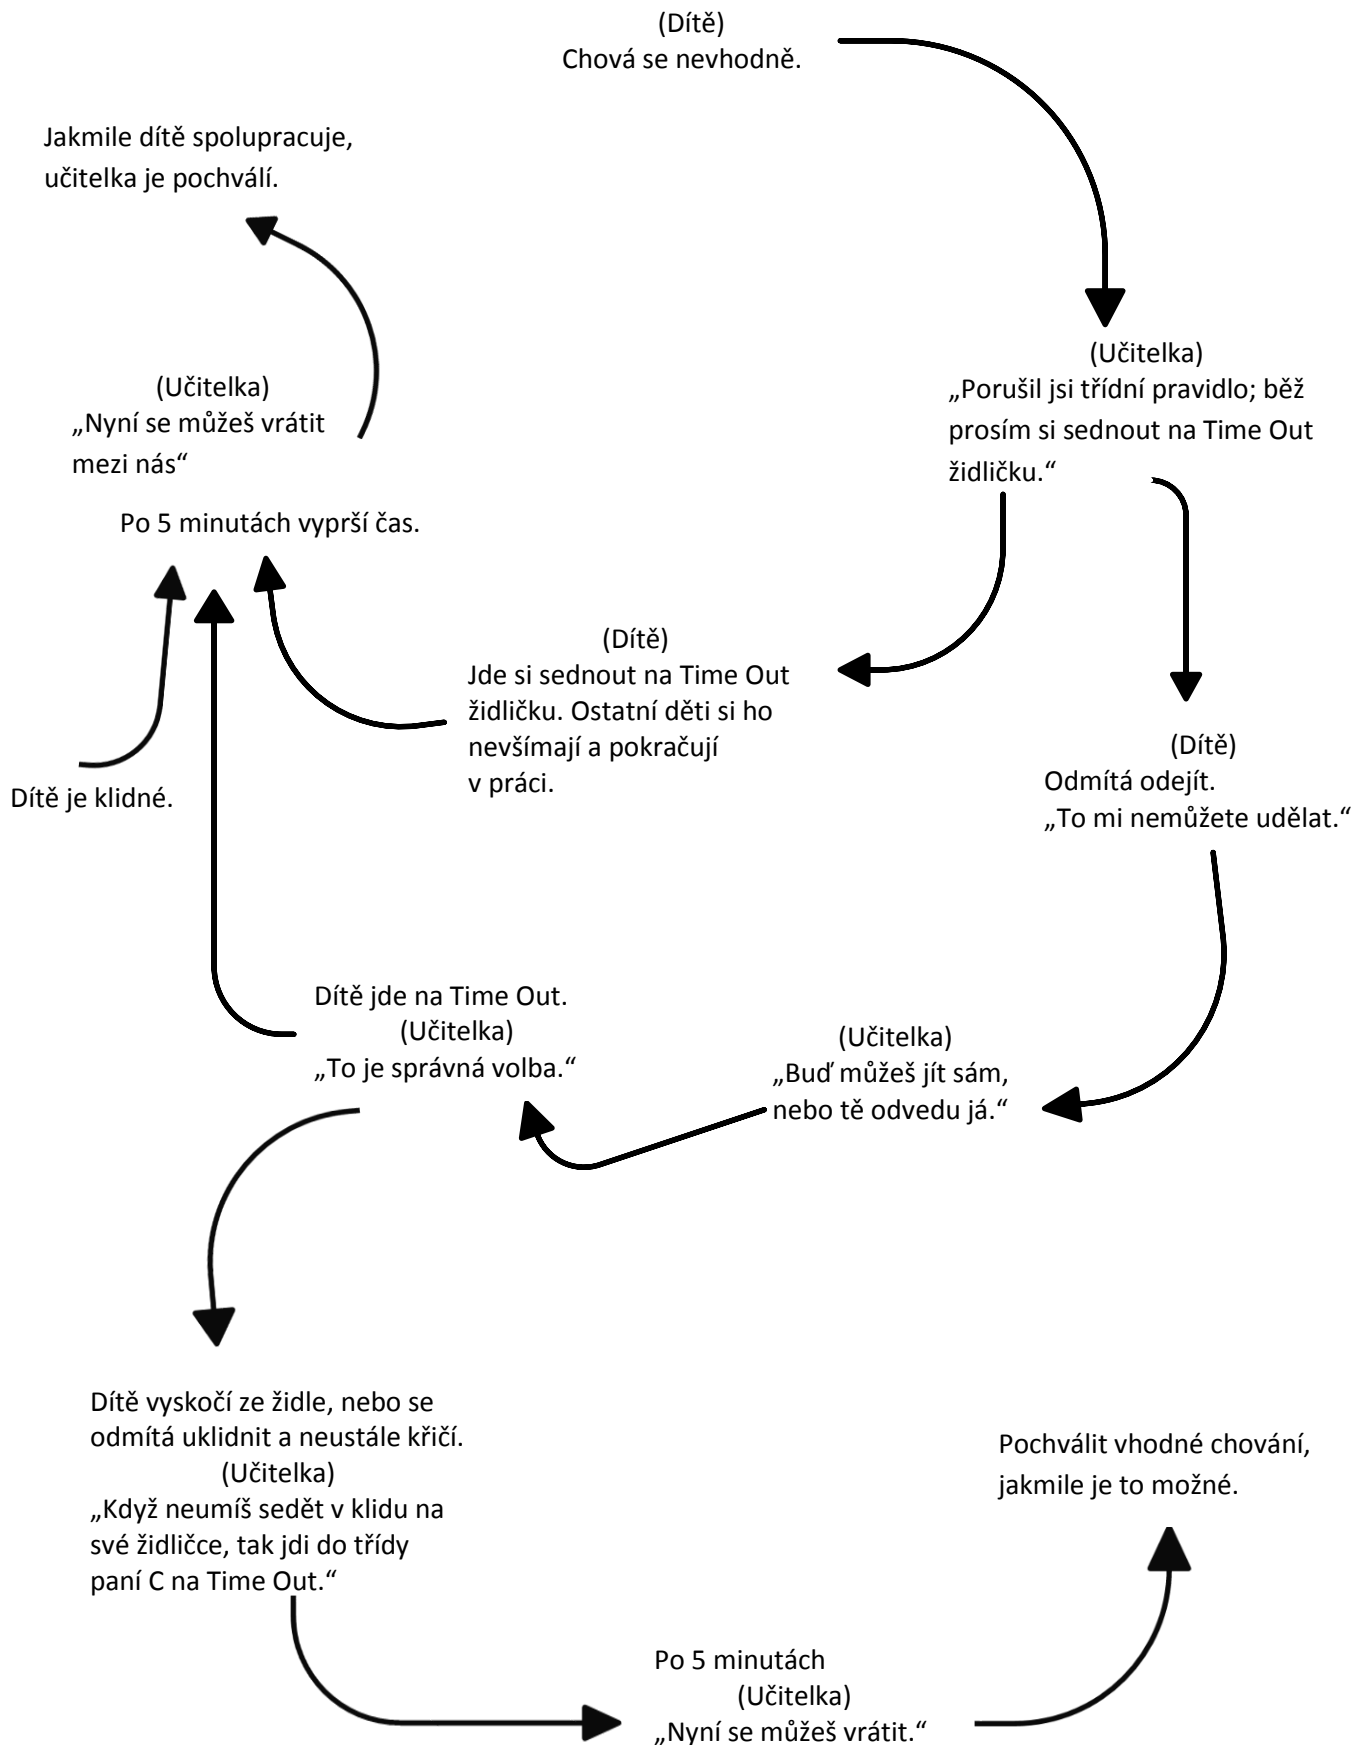 (Dítě)
Chová se nevhodně.
Jakmile dítě spolupracuje,
učitelka je pochválí.
(Učitelka)
„Porušil jsi třídní pravidlo; běž
prosím si sednout na Time Out
židličku.“
(Učitelka)
„Nyní se můžeš vrátit
mezi nás“
Po 5 minutách vyprší čas.
(Dítě)
Jde si sednout na Time Out
židličku. Ostatní děti si ho
nevšímají a pokračují
v práci.
(Dítě)
Odmítá odejít.
„To mi nemůžete udělat.“
Dítě je klidné.
Dítě jde na Time Out.
(Učitelka)
„To je správná volba.“
(Učitelka)
„Buď můžeš jít sám,
nebo tě odvedu já.“
Dítě vyskočí ze židle, nebo se
odmítá uklidnit a neustále křičí.
(Učitelka)
„Když neumíš sedět v klidu na
své židličce, tak jdi do třídy
paní C na Time Out.“
Pochválit vhodné chování,
jakmile je to možné.
Po 5 minutách
(Učitelka)
„Nyní se můžeš vrátit.“